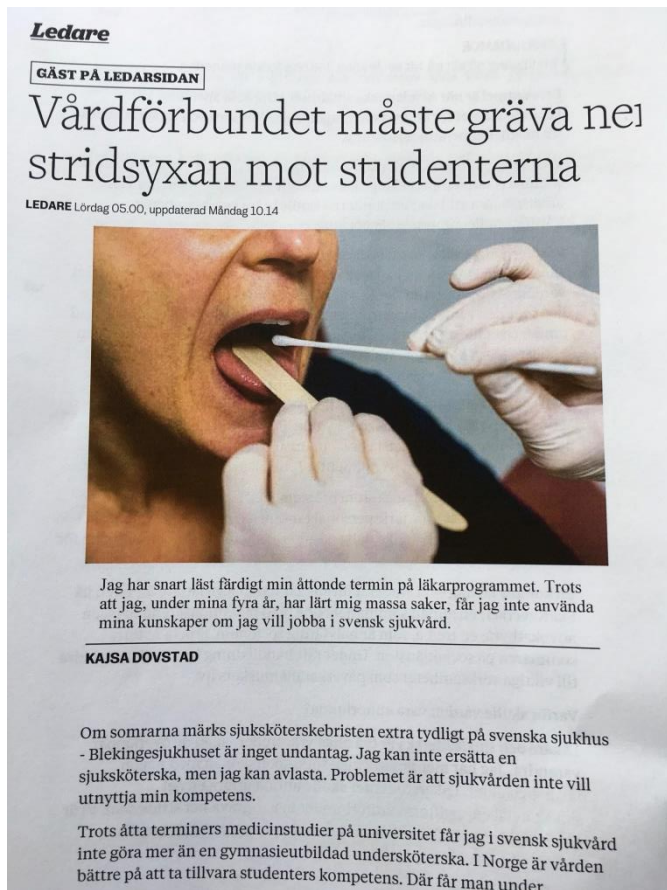 Ledare
GÄST PÅ LEDARSIDAN
Vårdförbundet måste gräva ner
stridsyxan mot studenterna
LEDARE Lördag 05.00, uppdaterad Måndag 10.14
Jag har snart läst färdigt min åttonde termin på läkarprogrammet. Trots
att jag, under mina fyra år, har lärt mig massa saker, får jag inte använda
mina kunskaper om jag vill jobba i svensk sjukvård.
KAJSA DOVSTAD
Om somrarna märks sjuksköterskebristen extra tydligt på svenska sjukhus
- Blekingesjukhuset är inget undantag. Jag kan inte ersätta en
sjuksköterska, men jag kan avlasta. Problemet är att sjukvården inte vill
utnyttja min kompetens.
Trots åtta terminers medicinstudier på universitet får jag i svensk sjukvård
inte göra mer än en gymnasieutbildad undersköterska. I Norge är vården
bättre på att ta tillvara studenters kompetens. Där får man under